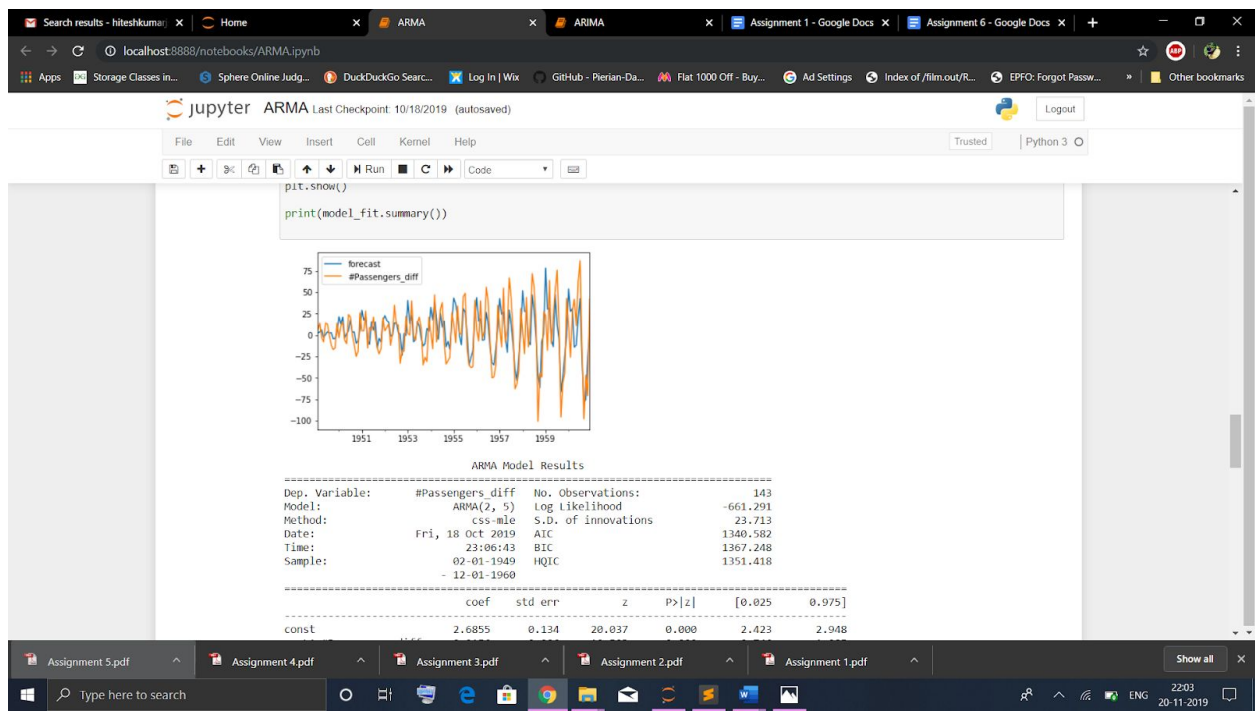 Search results - hiteshkumar
Home
ARMA
ARIMA
Assignment 1 - Google Docs
Assignment 6 - Google Docs
localhost:8888/notebooks/ARMA.ipynb
ABP
Apps
Storage Classes in...
Sphere Online Judg...
DuckDuckGo Searc...
Log In | Wix
GitHub - Pierian-Da...
Flat 1000 Off - Buy...
Ad Settings
Index of /film.out/R...
EPFO: Forgot Passw...
» Other bookmarks
jupyter ARMA Last Checkpoint: 10/18/2019 (autosaved)
Logout
File Edit View Insert Cell Kernel Help
Trusted
Python 3
Run
Code
plt.show()
print(model_fit.summary())
forecast
#Passengers_diff
75
50
25
0
−25
−50
−75
−100
1951 1953 1955 1957 1959
ARMA Model Results
==============================================================================
Dep. Variable: #Passengers_diff No. Observations: 143
Model: ARMA(2, 5) Log Likelihood -661.291
Method: css-mle S.D. of innovations 23.713
Date: Fri, 18 Oct 2019 AIC 1340.582
Time: 23:06:43 BIC 1367.248
Sample: 02-01-1949 HQIC 1351.418
- 12-01-1960
==============================================================================
coef std err z P>|z| [0.025 0.975]
------------------------------------------------------------------------------
const 2.6855 0.134 20.037 0.000 2.423 2.948
Assignment 5.pdf
Assignment 4.pdf
Assignment 3.pdf
Assignment 2.pdf
Assignment 1.pdf
Show all
Type here to search
ENG
22:03
20-11-2019